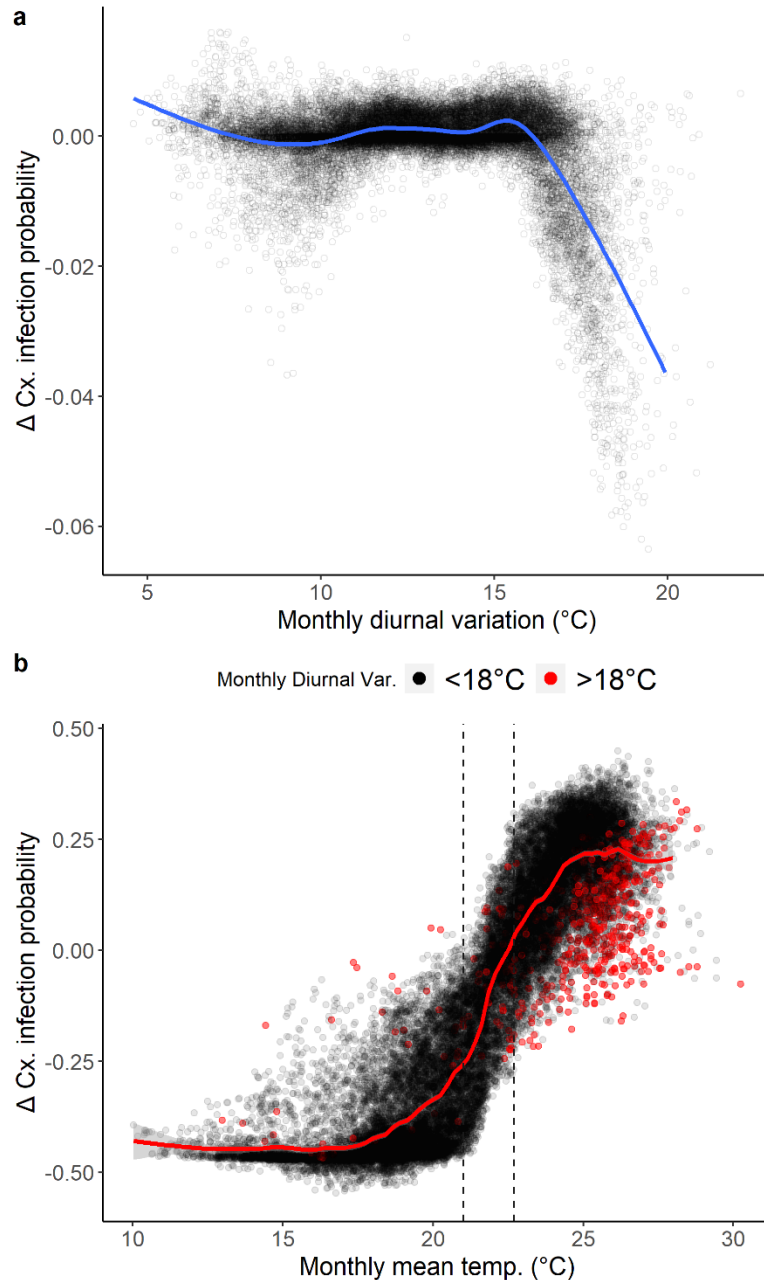 a
Δ Cx. infection probability
0.00
-0.02
-0.04
-0.06
5 10 15 20
Monthly diurnal variation (°C)
b
Monthly Diurnal Var. <18°C >18°C
Δ Cx. infection probability
0.50
0.25
0.00
-0.25
-0.50
10 15 20 25 30
Monthly mean temp. (°C)